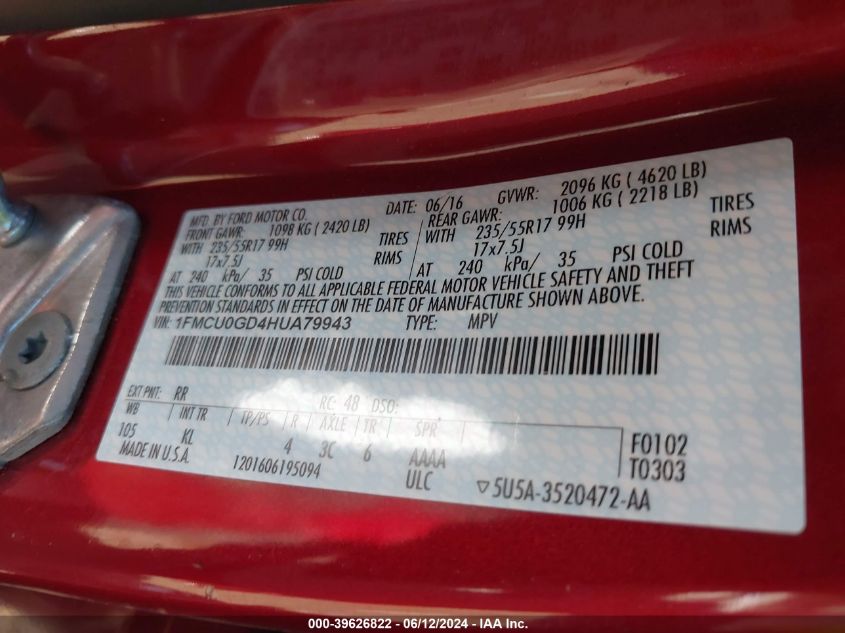 MFD. BY FORD MOTOR CO.
DATE: 06/16 GVWR: 2096 KG ( 4620 LB)
FRONT GAWR: 1098 KG ( 2420 LB)
REAR GAWR: 1006 KG ( 2218 LB)
WITH 235/55R17 99H TIRES
WITH 235/55R17 99H TIRES
17x7.5J RIMS
17x7.5J RIMS
AT 240 kPa/ 35 PSI COLD
AT 240 kPa/ 35 PSI COLD
THIS VEHICLE CONFORMS TO ALL APPLICABLE FEDERAL MOTOR VEHICLE SAFETY AND THEFT
PREVENTION STANDARDS IN EFFECT ON THE DATE OF MANUFACTURE SHOWN ABOVE.
VIN: 1FMCU0GD4HUA79943 TYPE: MPV
EXT PNT: RR RC: 48 DSO:
WB INT TR TP/PS R AXLE TR SPR
105 KL 4 3C 6 AAAA
F0102
T0303
MADE IN U.S.A. 1201606195094 ULC
▽5U5A-3520472-AA
000-39626822 - 06/12/2024 - IAA Inc.